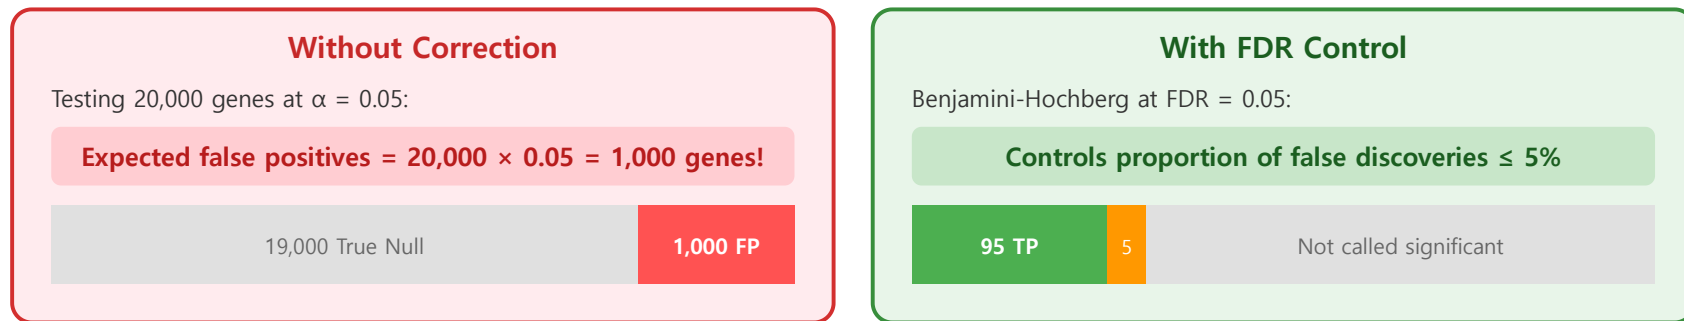 Without Correction
Testing 20,000 genes at α = 0.05:
Expected false positives = 20,000 × 0.05 = 1,000 genes!
19,000 True Null
1,000 FP
With FDR Control
Benjamini-Hochberg at FDR = 0.05:
Controls proportion of false discoveries ≤ 5%
95 TP
5
Not called significant